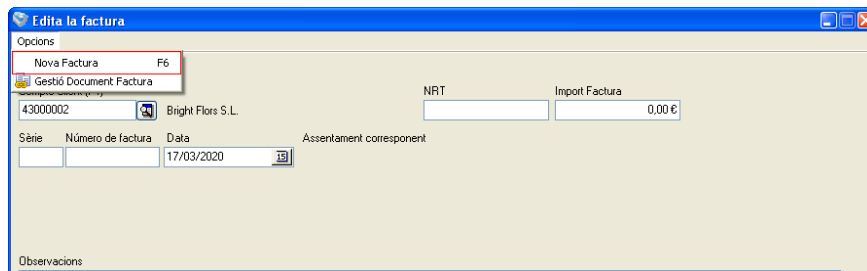 Edita la factura
Opcions
Nova Factura F6
Gestió Document Factura
NRT Import Factura
43000002 Bright Flors S.L. 0,00 €
Sèrie Número de factura Data Assentament corresponent
17/03/2020 15
Observacions